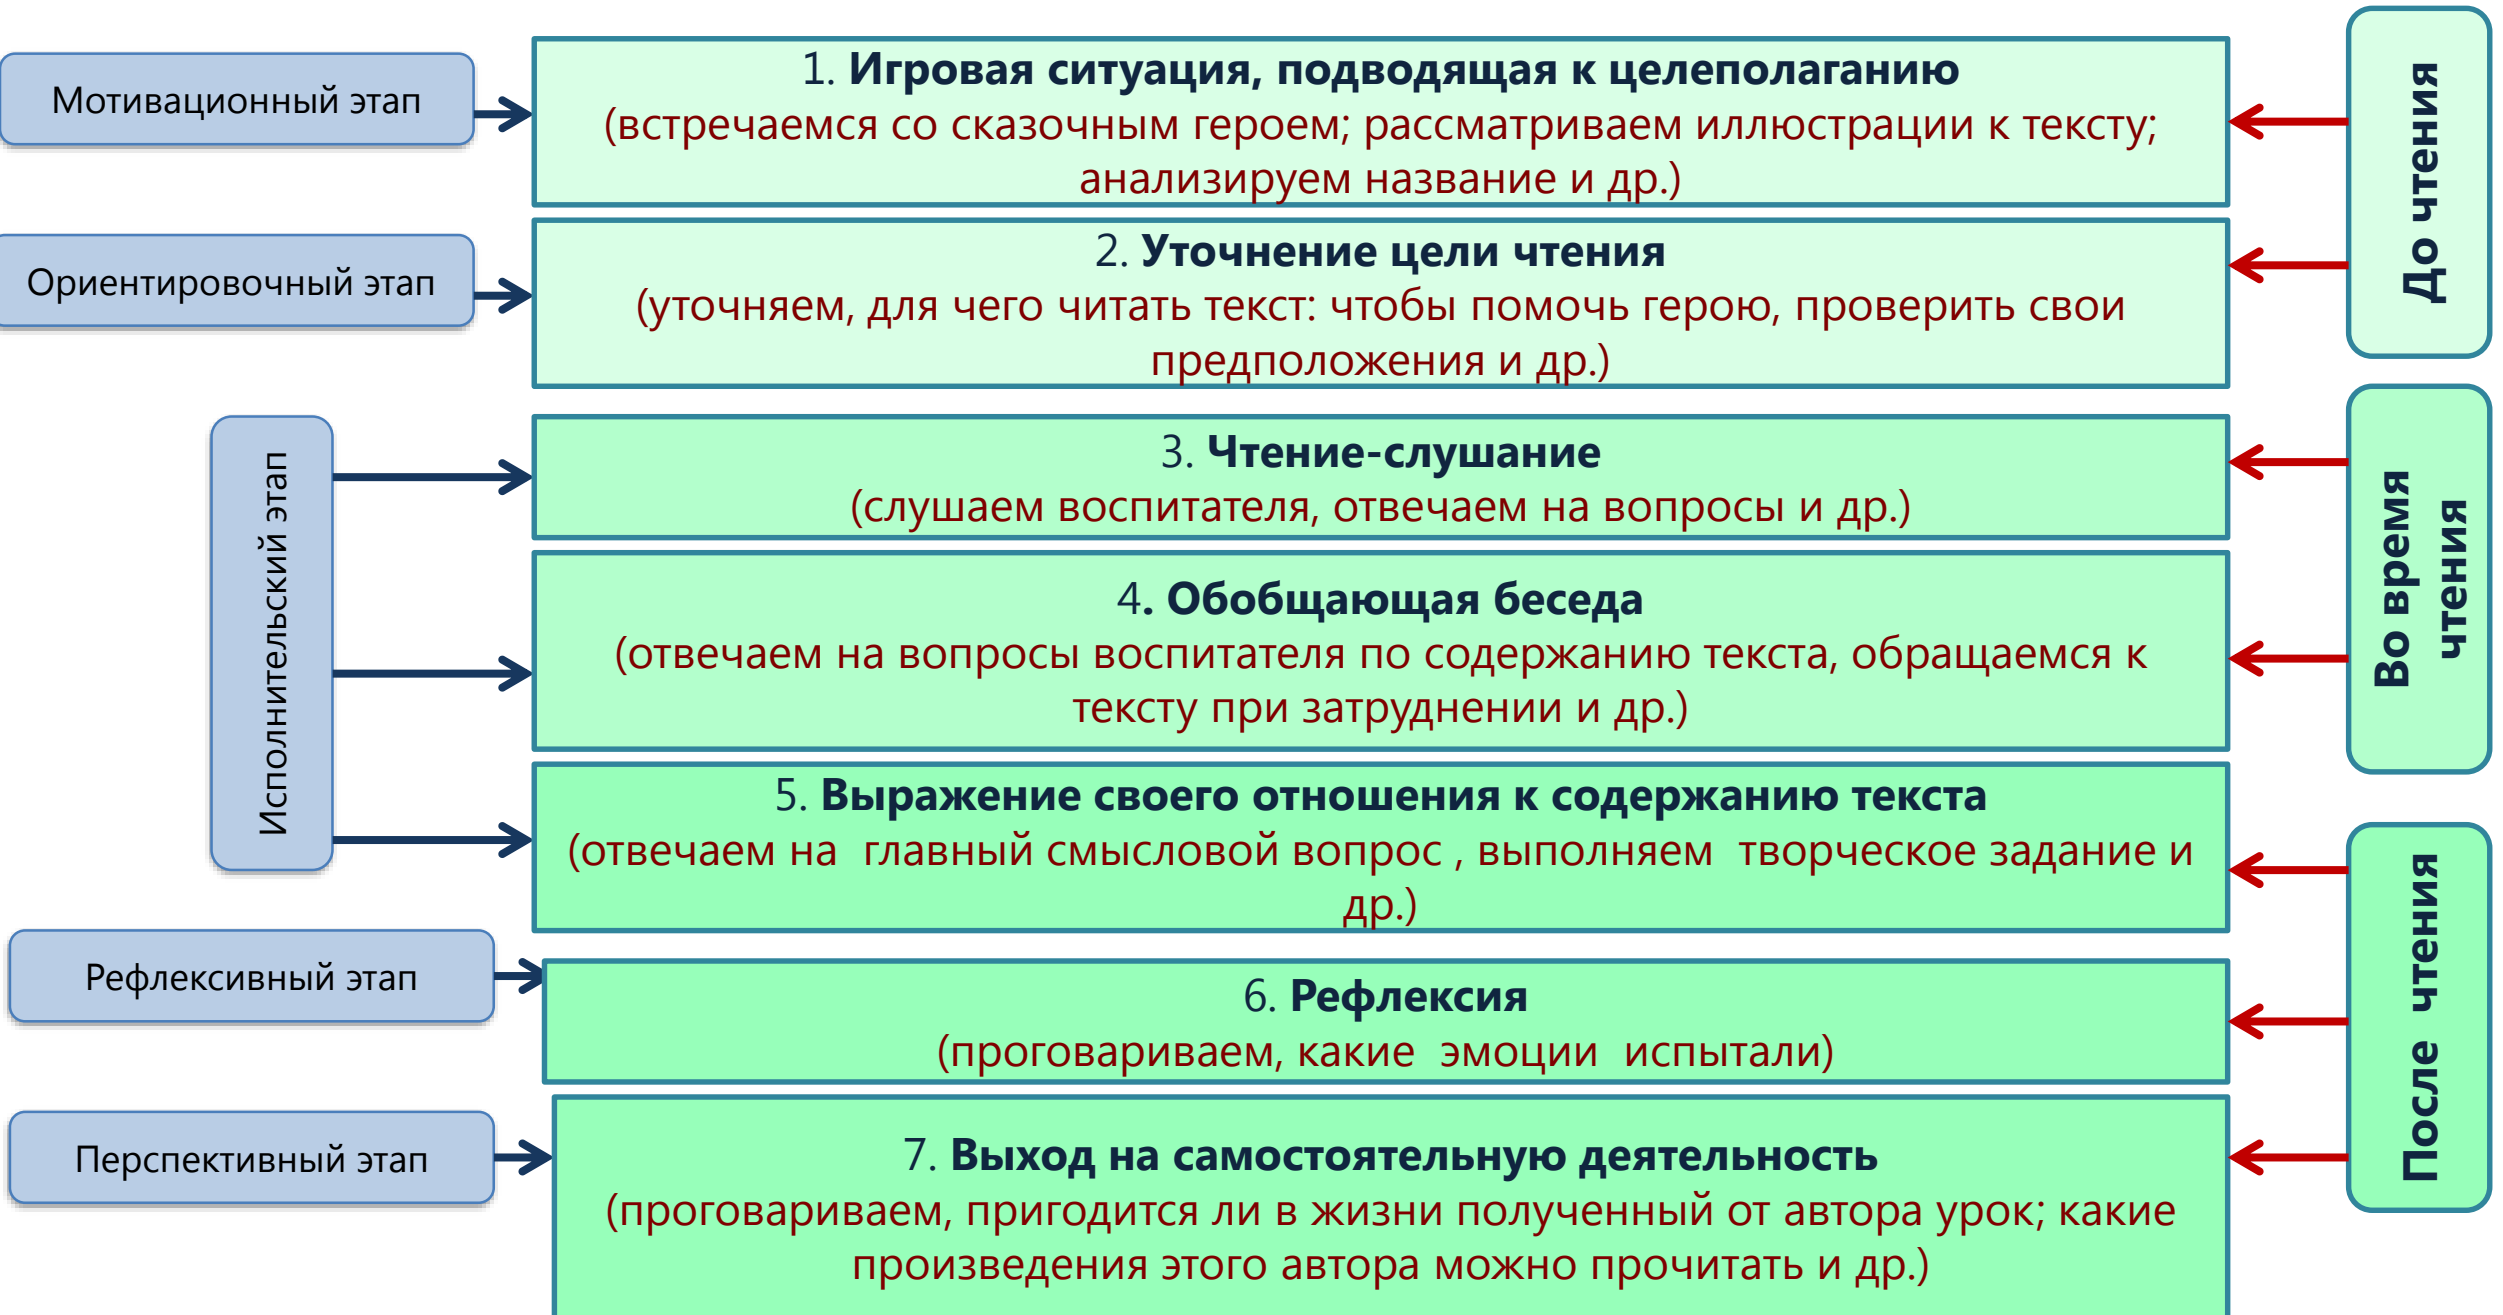 Мотивационный этап
1. Игровая ситуация, подводящая к целеполаганию
(встречаемся со сказочным героем; рассматриваем иллюстрации к тексту;
анализируем название и др.)
До чтения
Ориентировочный этап
2. Уточнение цели чтения
(уточняем, для чего читать текст: чтобы помочь герою, проверить свои
предположения и др.)
Исполнительский этап
3. Чтение-слушание
(слушаем воспитателя, отвечаем на вопросы и др.)
Во время
чтения
4. Обобщающая беседа
(отвечаем на вопросы воспитателя по содержанию текста, обращаемся к
тексту при затруднении и др.)
5. Выражение своего отношения к содержанию текста
(отвечаем на  главный смысловой вопрос , выполняем  творческое задание и
др.)
После  чтения
Рефлексивный этап
6. Рефлексия
(проговариваем, какие  эмоции  испытали)
Перспективный этап
7. Выход на самостоятельную деятельность
(проговариваем, пригодится ли в жизни полученный от автора урок; какие
произведения этого автора можно прочитать и др.)